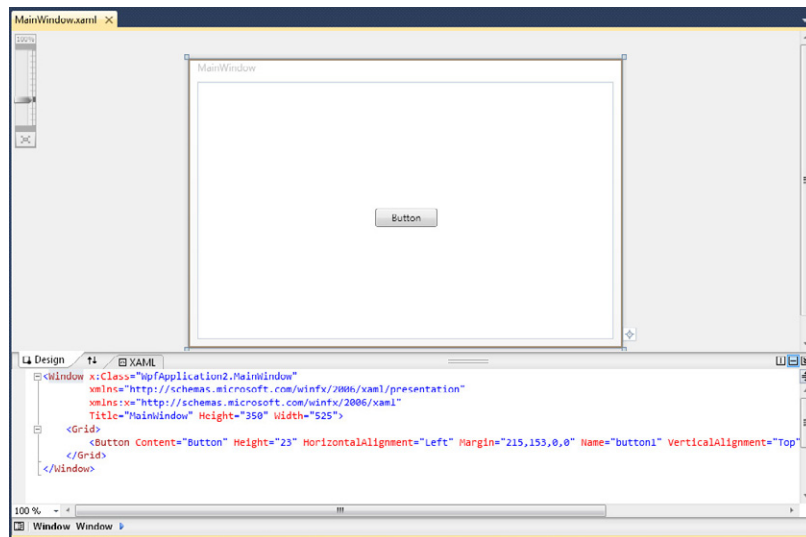 MainWindow.xaml ×
100%
MainWindow
Button
Design
XAML
<Window x:Class="WpfApplication2.MainWindow"
xmlns="http://schemas.microsoft.com/winfx/2006/xaml/presentation"
xmlns:x="http://schemas.microsoft.com/winfx/2006/xaml"
Title="MainWindow" Height="350" Width="525">
<Grid>
<Button Content="Button" Height="23" HorizontalAlignment="Left" Margin="215,153,0,0" Name="button1" VerticalAlignment="Top"
</Grid>
</Window>
100 %
Window Window